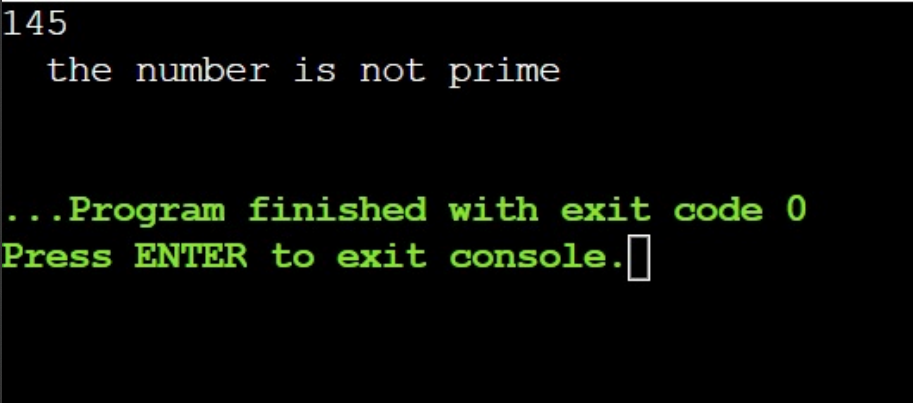 145
the number is not prime
...Program finished with exit code 0
Press ENTER to exit console.